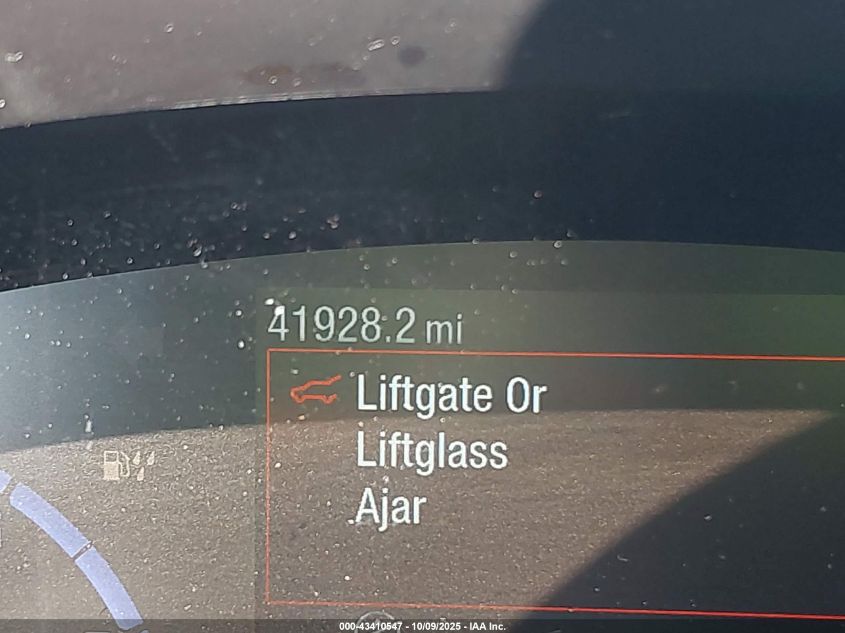 41928.2 mi
Liftgate Or
Liftglass
Ajar
000-43410547 - 10/09/2025 - IAA Inc.